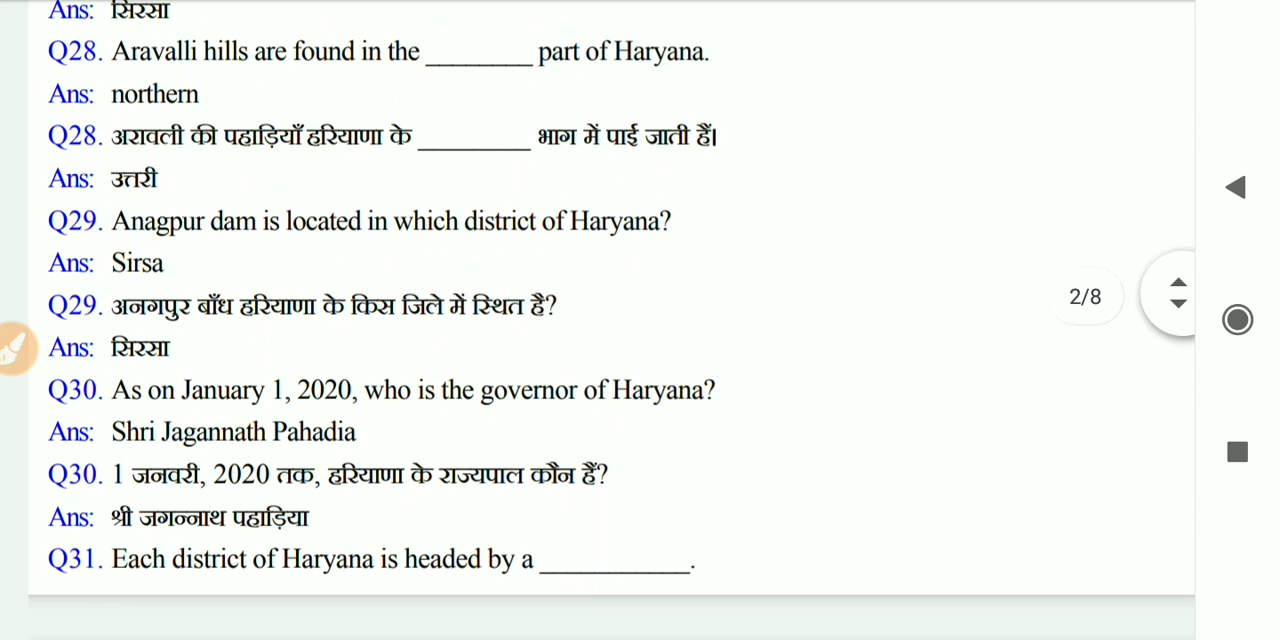 Ans: सिरसा
Q28. Aravalli hills are found in the ________ part of Haryana.
Ans: northern
Q28. अरावली की पहाड़ियाँ हरियाणा के ________ भाग में पाई जाती हैं।
Ans: उत्तरी
Q29. Anagpur dam is located in which district of Haryana?
Ans: Sirsa
Q29. अनगपुर बाँध हरियाणा के किस जिले में स्थित है?
Ans: सिरसा
Q30. As on January 1, 2020, who is the governor of Haryana?
Ans: Shri Jagannath Pahadia
Q30. 1 जनवरी, 2020 तक, हरियाणा के राज्यपाल कौन हैं?
Ans: श्री जगन्नाथ पहाड़िया
Q31. Each district of Haryana is headed by a ___________.
2/8